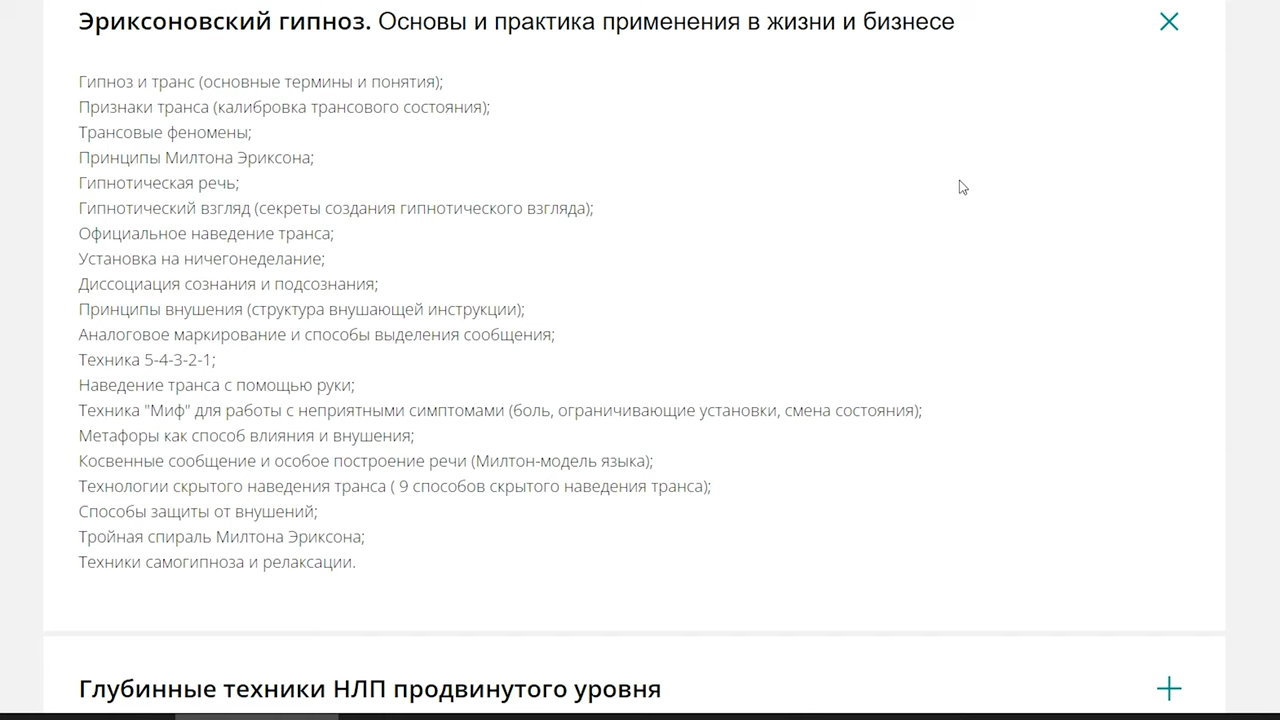 Эриксоновский гипноз. Основы и практика применения в жизни и бизнесе
Гипноз и транс (основные термины и понятия);
Признаки транса (калибровка трансового состояния);
Трансовые феномены;
Принципы Милтона Эриксона;
Гипнотическая речь;
Гипнотический взгляд (секреты создания гипнотического взгляда);
Официальное наведение транса;
Установка на ничегонеделание;
Диссоциация сознания и подсознания;
Принципы внушения (структура внушающей инструкции);
Аналоговое маркирование и способы выделения сообщения;
Техника 5-4-3-2-1;
Наведение транса с помощью руки;
Техника "Миф" для работы с неприятными симптомами (боль, ограничивающие установки, смена состояния);
Метафоры как способ влияния и внушения;
Косвенные сообщение и особое построение речи (Милтон-модель языка);
Технологии скрытого наведения транса ( 9 способов скрытого наведения транса);
Способы защиты от внушений;
Тройная спираль Милтона Эриксона;
Техники самогипноза и релаксации.
Глубинные техники НЛП продвинутого уровня